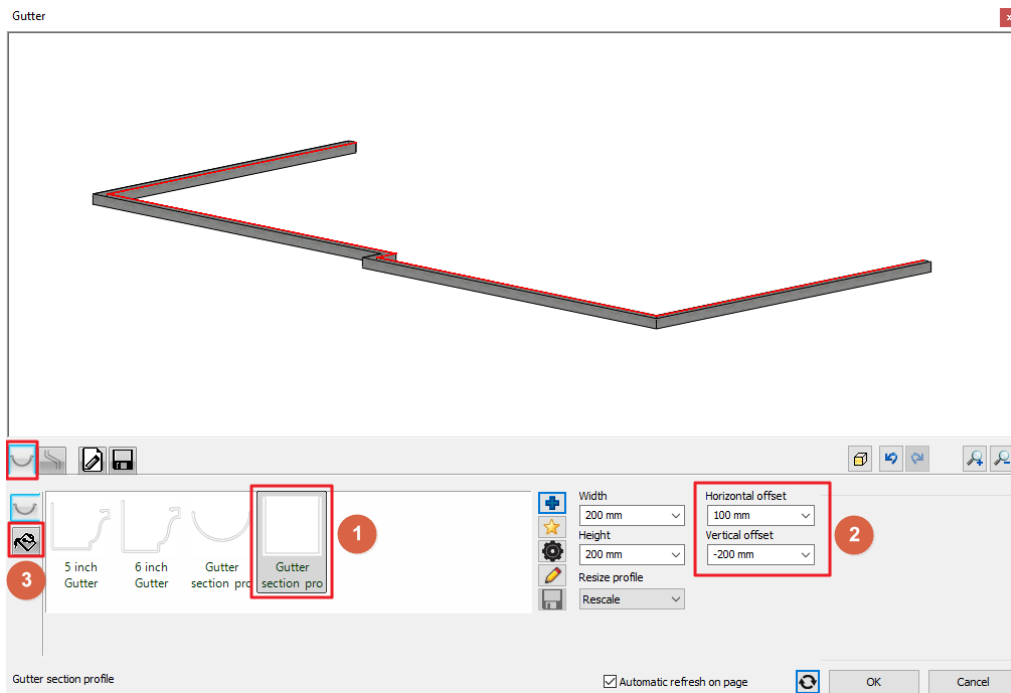 Gutter
5 inch
Gutter
6 inch
Gutter
Gutter
section pro
Gutter
section pro
1
Width
200 mm
Height
200 mm
Resize profile
Rescale
Horizontal offset
100 mm
Vertical offset
-200 mm
2
3
Gutter section profile
Automatic refresh on page
OK
Cancel